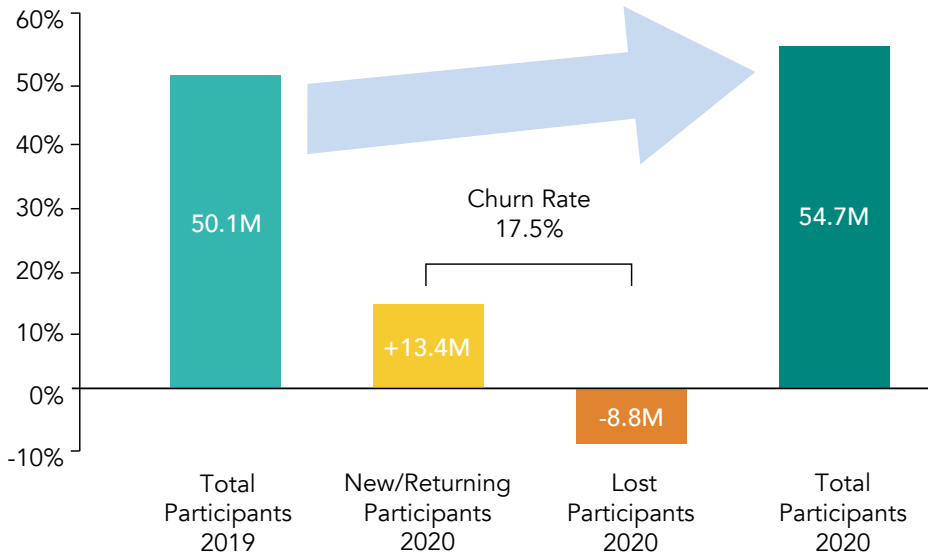 60%
50%
40%
30%
20%
10%
0%
-10%
50.1M
+13.4M
-8.8M
54.7M
Churn Rate
17.5%
Total
Participants
2019
New/Returning
Participants
2020
Lost
Participants
2020
Total
Participants
2020